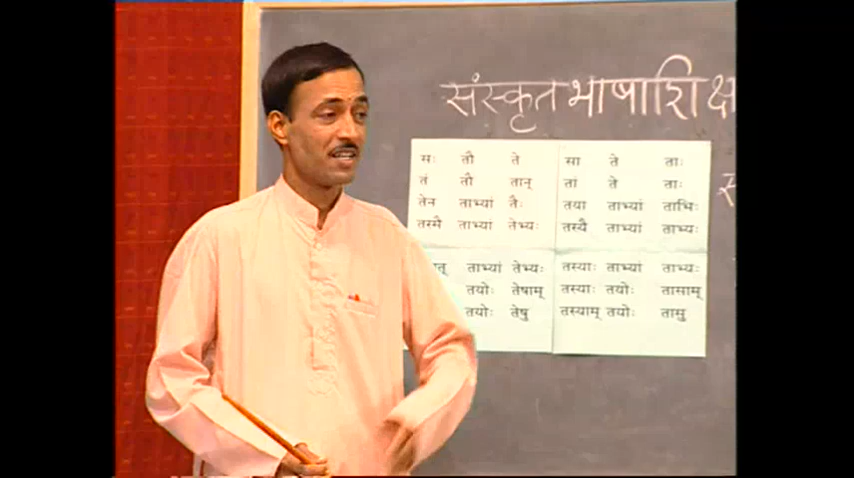 संस्कृतभाषाशिक्ष
सः तौ ते सा ते ताः
तं तौ तान् तां ते ताः
तेन ताभ्यां तैः तया ताभ्यां ताभिः
तस्मै ताभ्यां तेभ्यः तस्यै ताभ्यां ताभ्यः
ताभ्यां तेभ्यः तस्याः ताभ्यां ताभ्यः
तयोः तेषाम् तस्याः तयोः तासाम्
तयोः तेषु तस्याम् तयोः तासु